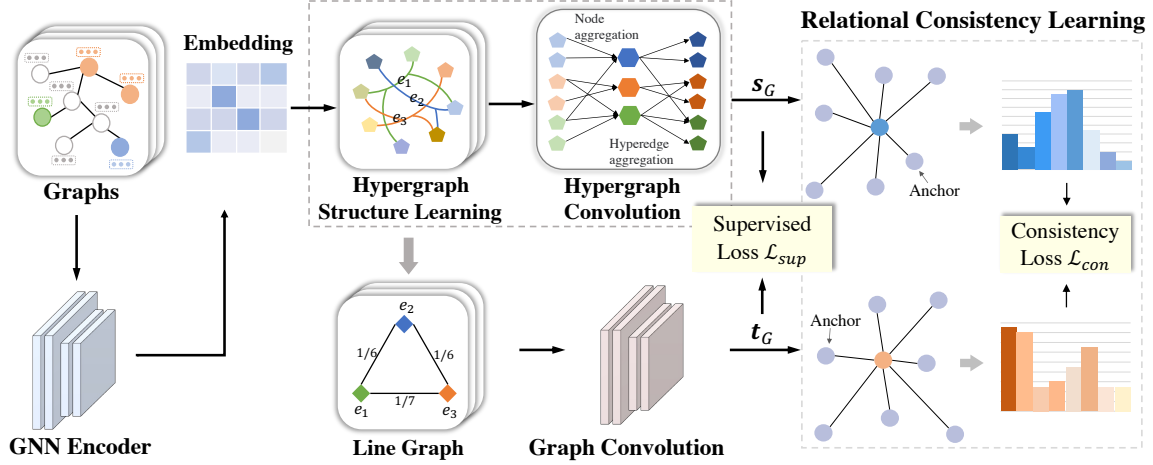 Graphs
GNN Encoder
Embedding
e1
e2
e3
Hypergraph
Structure Learning
Node
aggregation
Hyperedge
aggregation
Hypergraph
Convolution
e2
1/6
1/6
e1
1/7
e3
Line Graph
Graph Convolution
s_G
Supervised
Loss ℒ_sup
t_G
Relational Consistency Learning
Anchor
Anchor
Consistency
Loss ℒ_con